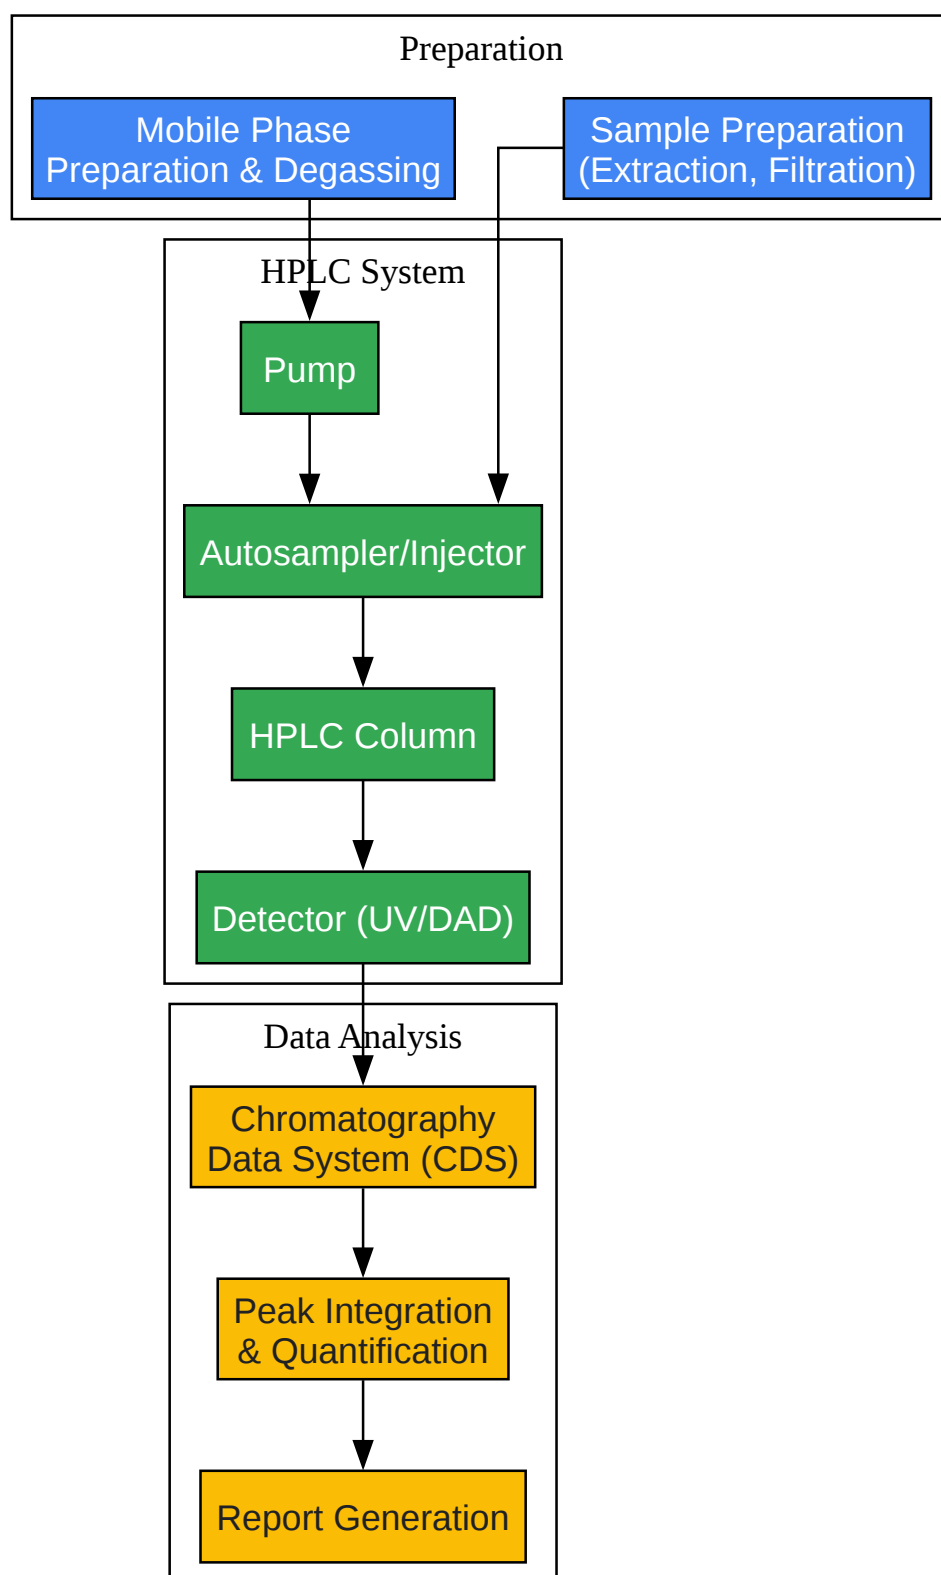 Preparation
Mobile Phase
Preparation & Degassing
Sample Preparation
(Extraction, Filtration)
HPLC System
Pump
Autosampler/Injector
HPLC Column
Detector (UV/DAD)
Data Analysis
Chromatography
Data System (CDS)
Peak Integration
& Quantification
Report Generation